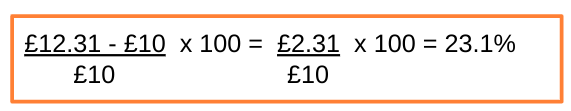 £12.31 - £10 x 100 = £2.31 x 100 = 23.1%
£10 £10